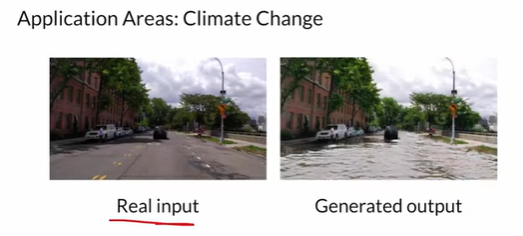 Application Areas: Climate Change
Real input
Generated output